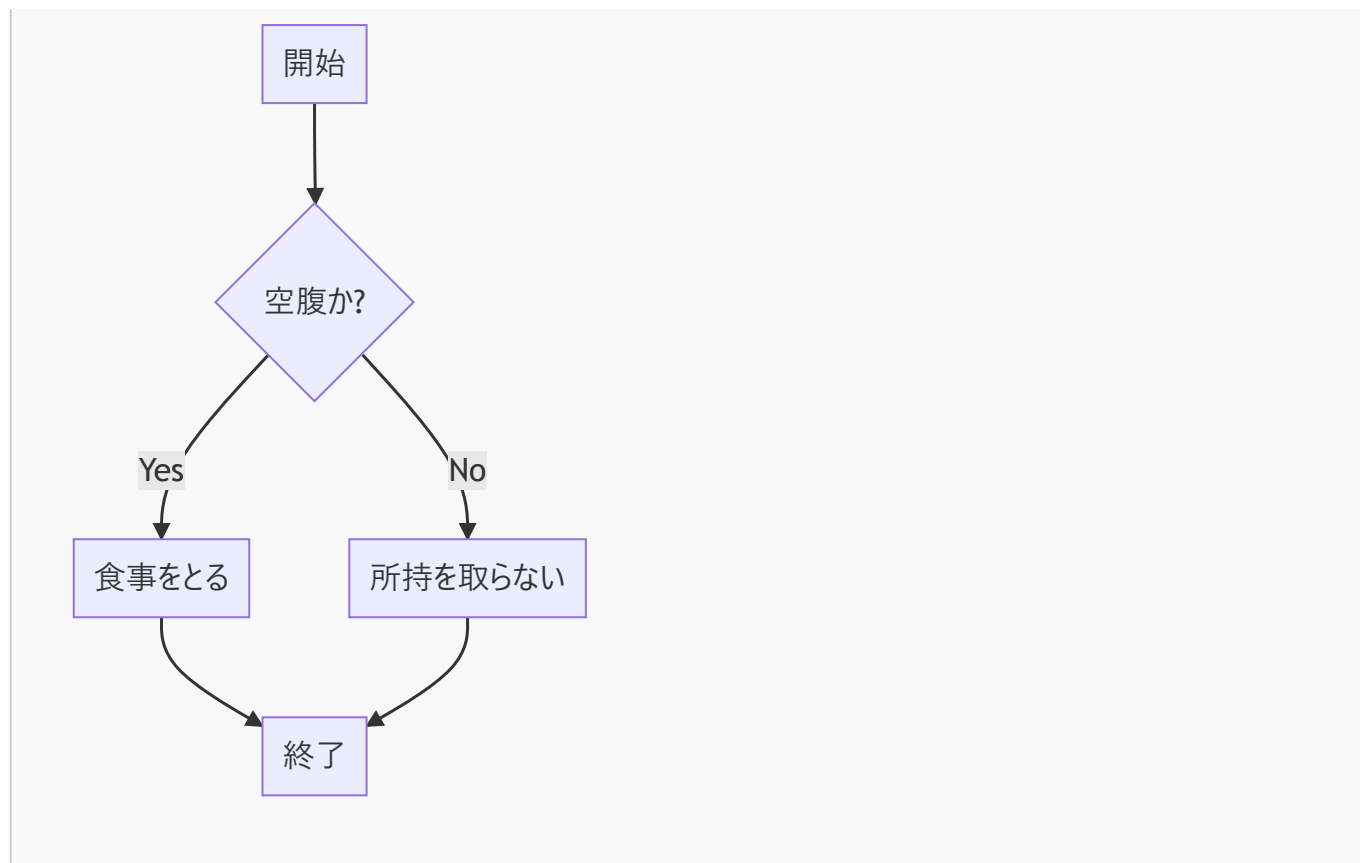 開始
空腹か?
Yes
No
食事をとる
所持を取らない
終了